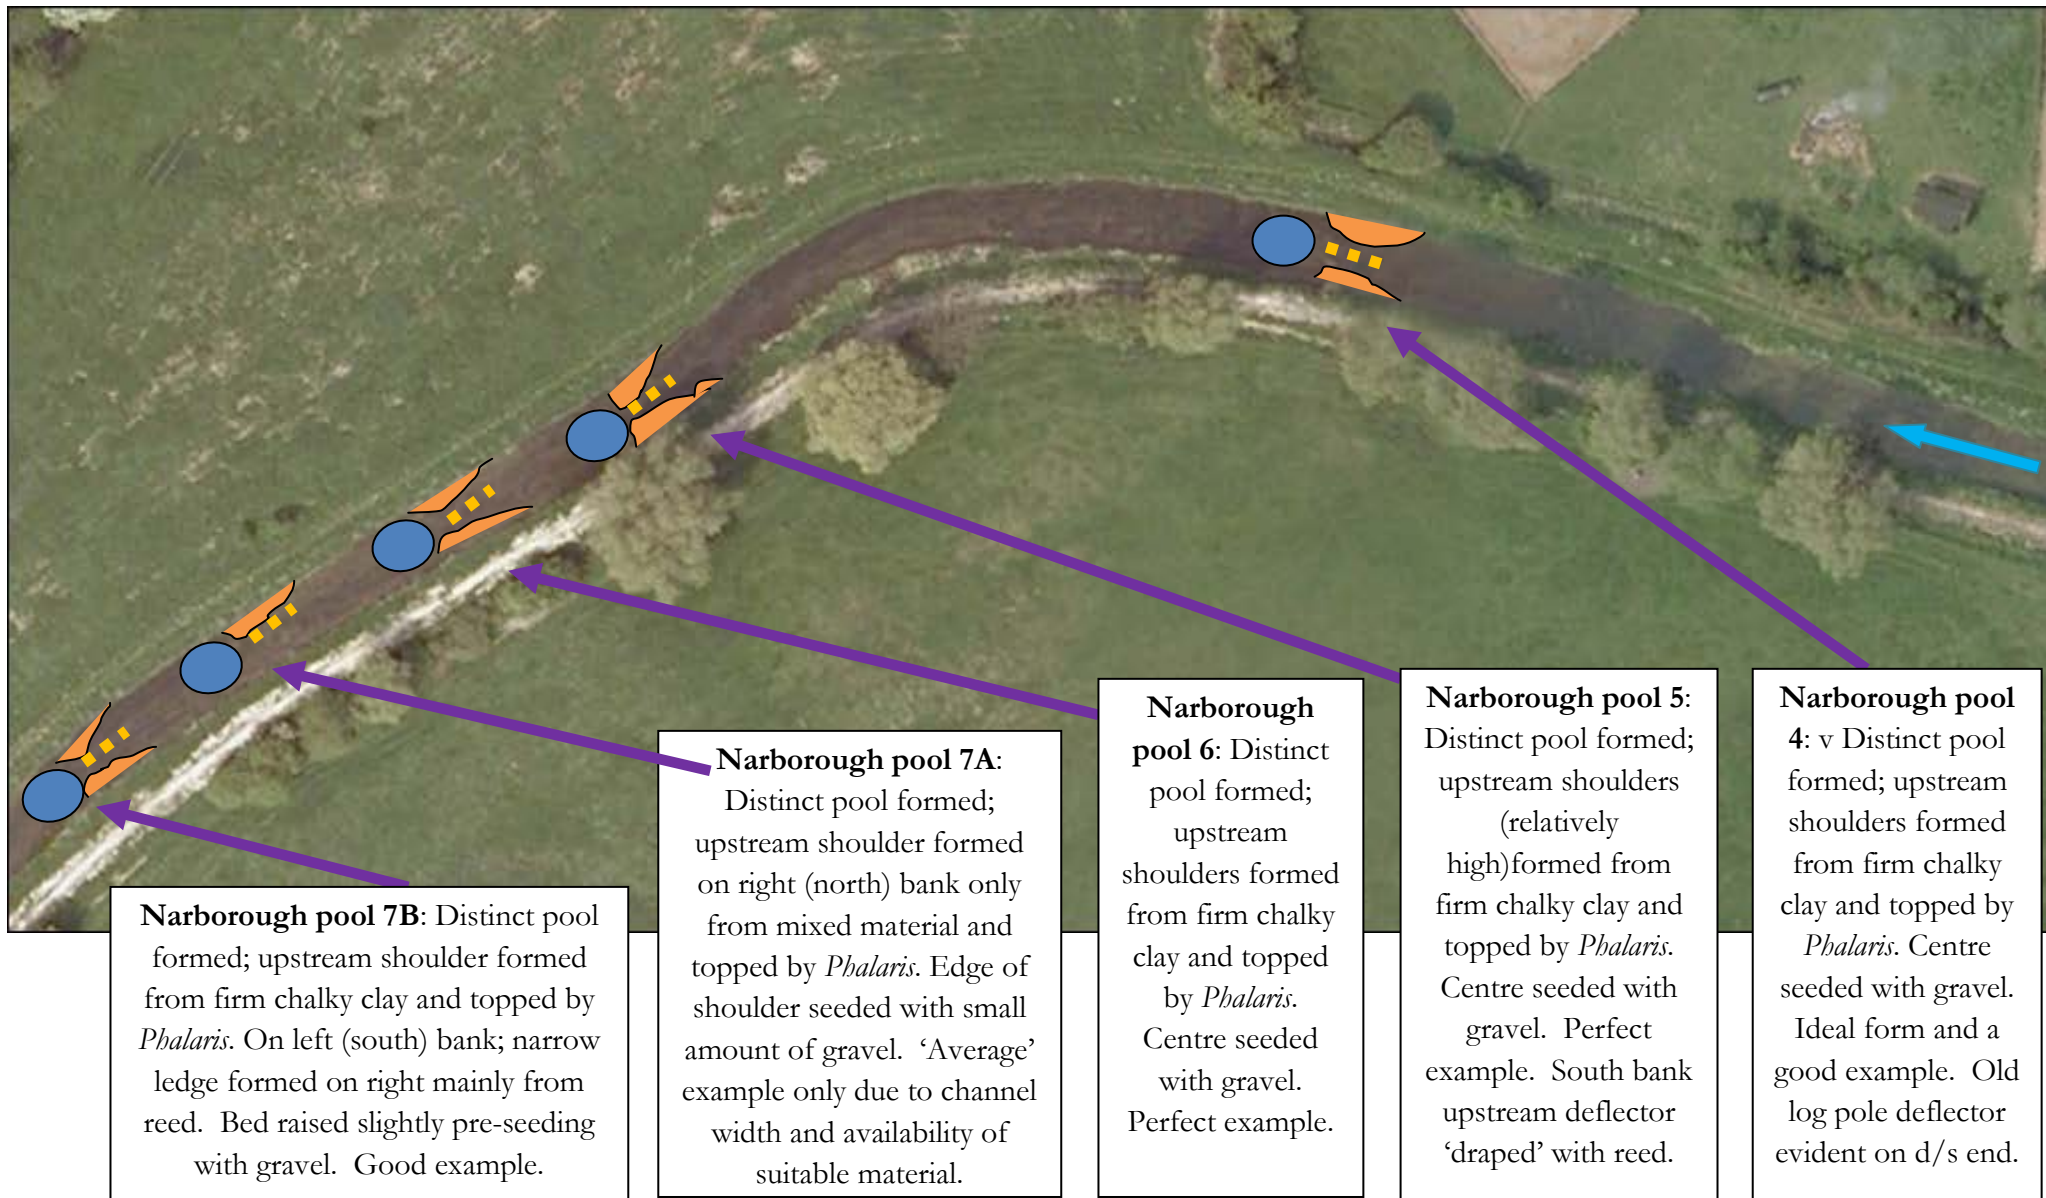 Narborough pool 7B: Distinct pool
formed; upstream shoulder formed
from firm chalky clay and topped by
Phalaris. On left (south) bank; narrow
ledge formed on right mainly from
reed. Bed raised slightly pre-seeding
with gravel. Good example.
Narborough pool 7A:
Distinct pool formed;
upstream shoulder formed
on right (north) bank only
from mixed material and
topped by Phalaris. Edge of
shoulder seeded with small
amount of gravel. ‘Average’
example only due to channel
width and availability of
suitable material.
Narborough
pool 6: Distinct
pool formed;
upstream
shoulders formed
from firm chalky
clay and topped
by Phalaris.
Centre seeded
with gravel.
Perfect example.
Narborough pool 5:
Distinct pool formed;
upstream shoulders
(relatively
high)formed from
firm chalky clay and
topped by Phalaris.
Centre seeded with
gravel. Perfect
example. South bank
upstream deflector
‘draped’ with reed.
Narborough pool
4: v Distinct pool
formed; upstream
shoulders formed
from firm chalky
clay and topped by
Phalaris. Centre
seeded with gravel.
Ideal form and a
good example. Old
log pole deflector
evident on d/s end.